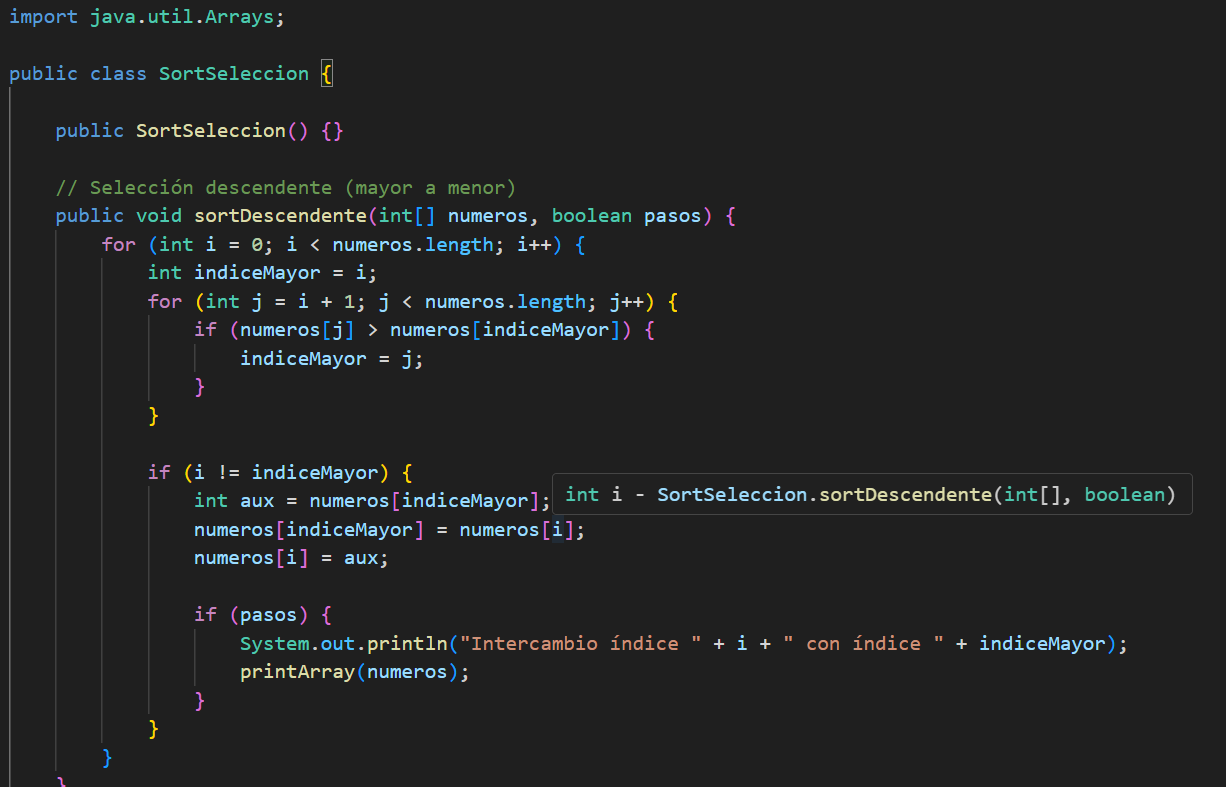 import java.util.Arrays;
public class SortSeleccion {
public SortSeleccion() {}
// Selección descendente (mayor a menor)
public void sortDescendente(int[] numeros, boolean pasos) {
for (int i = 0; i < numeros.length; i++) {
int indiceMayor = i;
for (int j = i + 1; j < numeros.length; j++) {
if (numeros[j] > numeros[indiceMayor]) {
indiceMayor = j;
}
}
if (i != indiceMayor) {
int aux = numeros[indiceMayor];
int i - SortSeleccion.sortDescendente(int[], boolean)
numeros[indiceMayor] = numeros[i];
numeros[i] = aux;
if (pasos) {
System.out.println("Intercambio índice " + i + " con índice " + indiceMayor);
printArray(numeros);
}
}
}
}